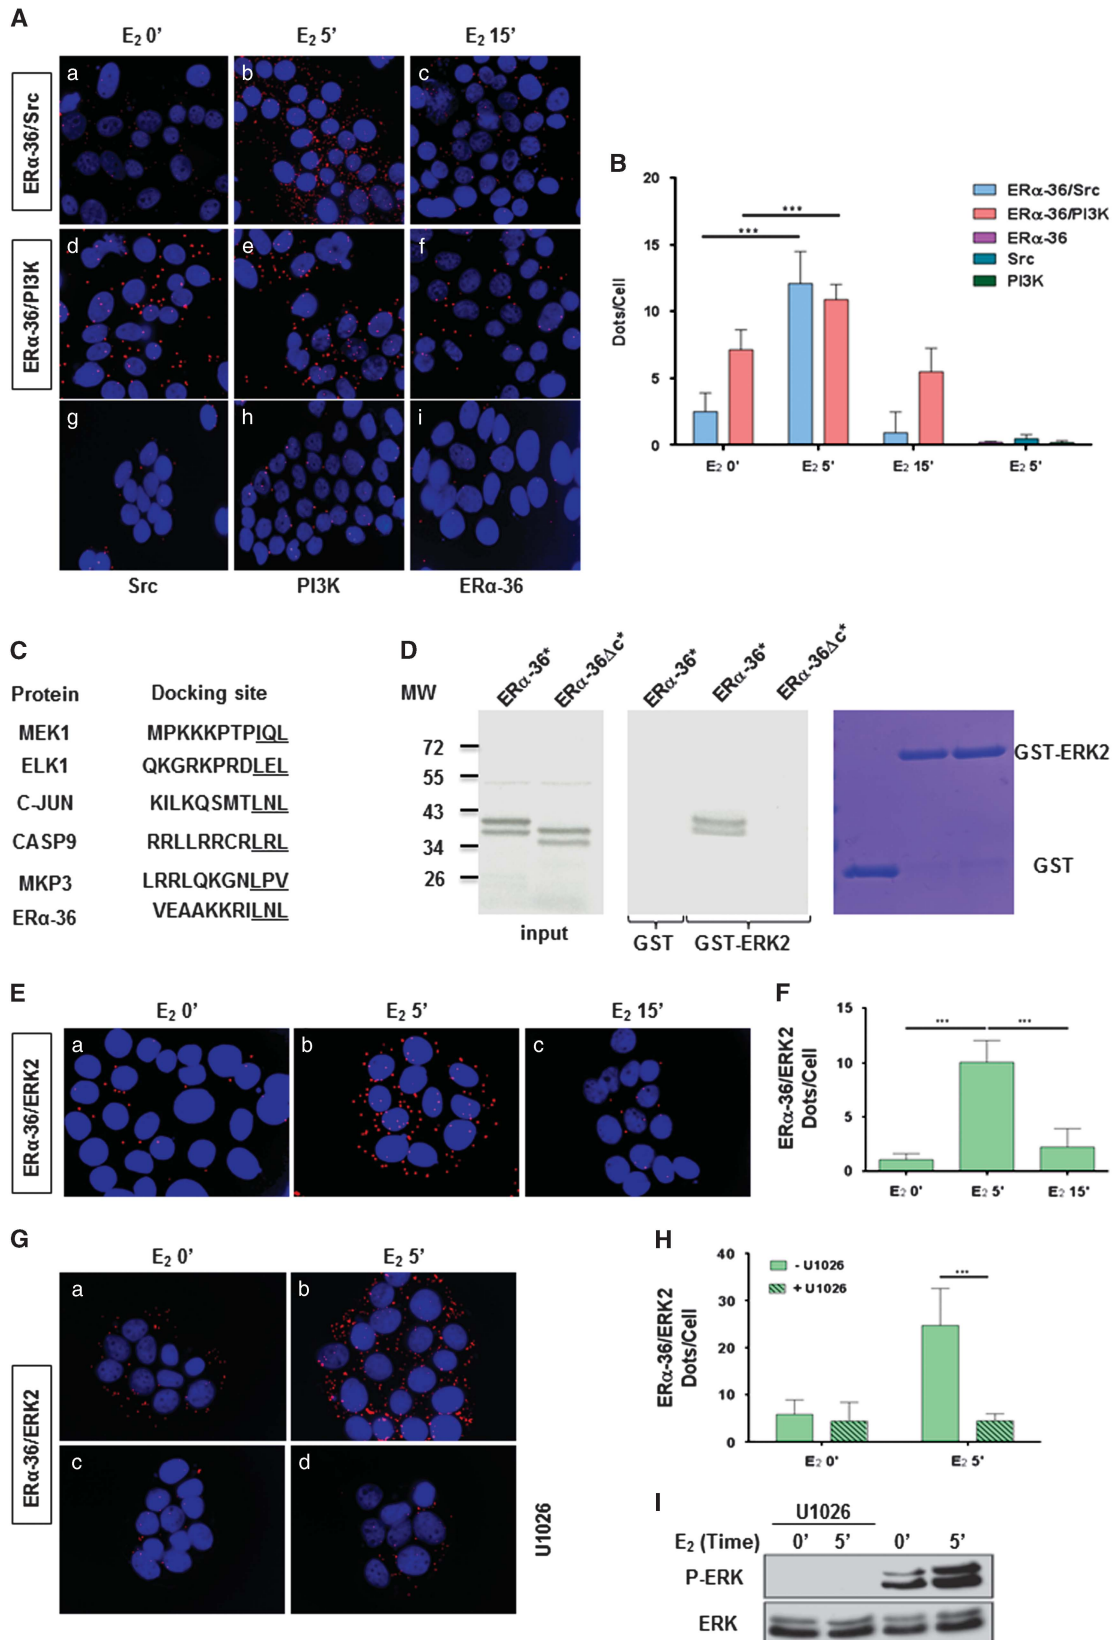 A
E₂ 0' E₂ 5' E₂ 15'
ERα-36/Src
a b c
ERα-36/PI3K
d e f
g h i
Src PI3K ERα-36
B
Dots/Cell
20
15
10
5
0
*** ***
ERα-36/Src
ERα-36/PI3K
ERα-36
Src
PI3K
E₂ 0' E₂ 5' E₂ 15' E₂ 5'
C
Protein Docking site
MEK1 MPKKKPTPIQL
ELK1 QKGRKPRDLEL
C-JUN KILKQSMTLNL
CASP9 RRLLRRCRLRL
MKP3 LRRLQKGNLPV
ERα-36 VEAAKKRILNL
D
MW
ERα-36* ERα-36Δc* ERα-36* ERα-36* ERα-36Δc*
72
55
43
34
26
input GST GST-ERK2
GST-ERK2
GST
E
E₂ 0' E₂ 5' E₂ 15'
ERα-36/ERK2
a b c
F
ERα-36/ERK2
Dots/Cell
15
10
5
0
*** ***
E₂ 0' E₂ 5' E₂ 15'
G
E₂ 0' E₂ 5'
ERα-36/ERK2
a b
c d
U1026
H
ERα-36/ERK2
Dots/Cell
40
30
20
10
0
- U1026
+ U1026
***
E₂ 0' E₂ 5'
I
U1026
E₂ (Time) 0' 5' 0' 5'
P-ERK
ERK